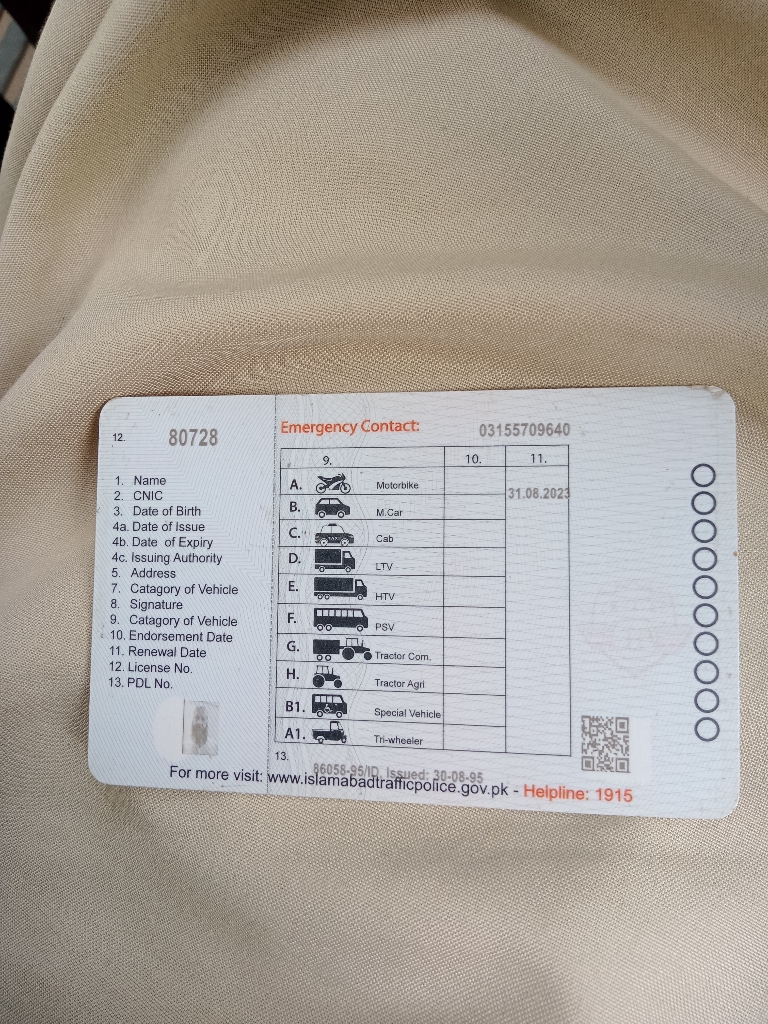 12. 80728
1. Name
2. CNIC
3. Date of Birth
4a. Date of Issue
4b. Date of Expiry
4c. Issuing Authority
5. Address
7. Catagory of Vehicle
8. Signature
9. Catagory of Vehicle
10. Endorsement Date
11. Renewal Date
12. License No.
13. PDL No.
Emergency Contact: 03155709640
9. 10. 11.
A. Motorbike
31.08.2023
B. M.Car
C. Cab
D. LTV
E. HTV
F. PSV
G. Tractor Com.
H. Tractor Agri
B1. Special Vehicle
A1. Tri-wheeler
13. 86058-95/ID, Issued: 30-08-95
For more visit: www.islamabadtrafficpolice.gov.pk - Helpline: 1915